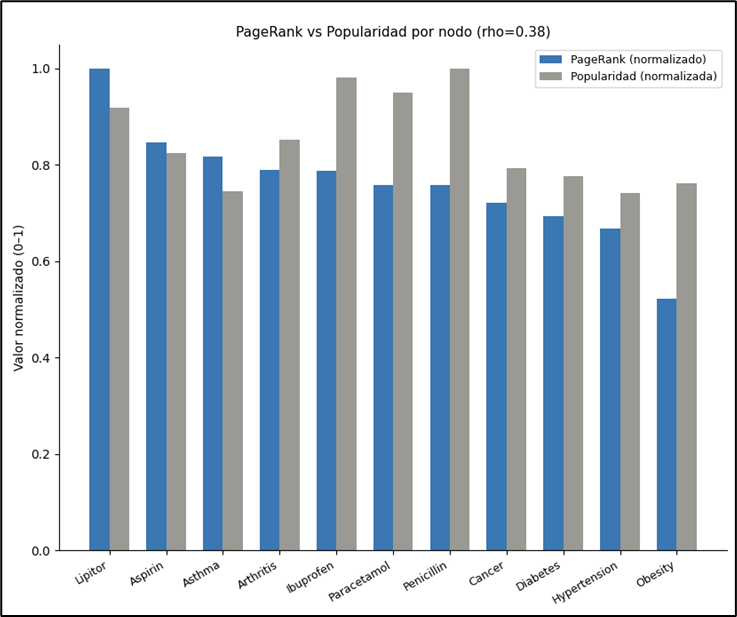 PageRank vs Popularidad por nodo (rho=0.38)
PageRank (normalizado)
Popularidad (normalizada)
Valor normalizado (0–1)
1.0
0.8
0.6
0.4
0.2
0.0
Lipitor
Aspirin
Asthma
Arthritis
Ibuprofen
Paracetamol
Penicillin
Cancer
Diabetes
Hypertension
Obesity